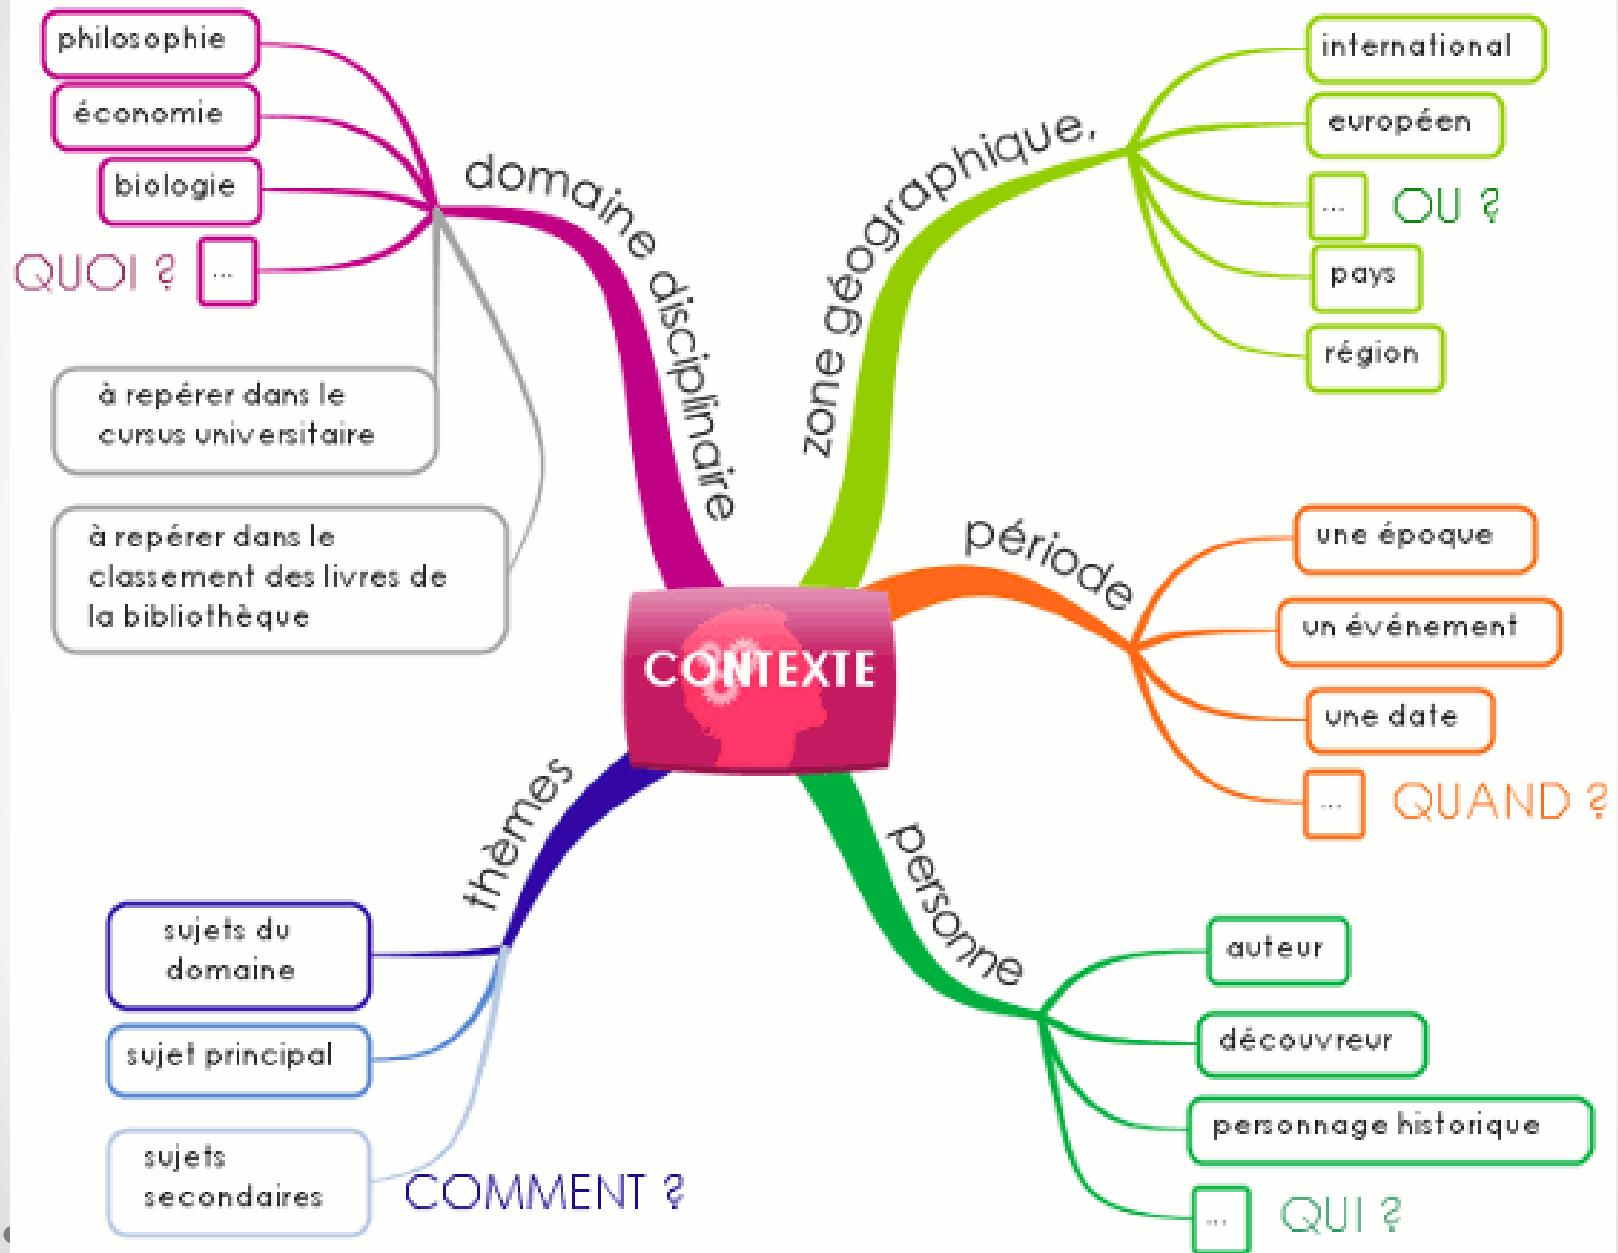 CONTEXTE
domaine disciplinaire
philosophie
économie
biologie
...
QUOI ?
à repérer dans le
cursus universitaire
à repérer dans le
classement des livres de
la bibliothèque
zone géographique,
international
européen
...
OU ?
pays
région
période
une époque
un événement
une date
...
QUAND ?
personne
auteur
découvreur
personnage historique
...
QUI ?
thèmes
sujets du
domaine
sujet principal
sujets
secondaires
COMMENT ?